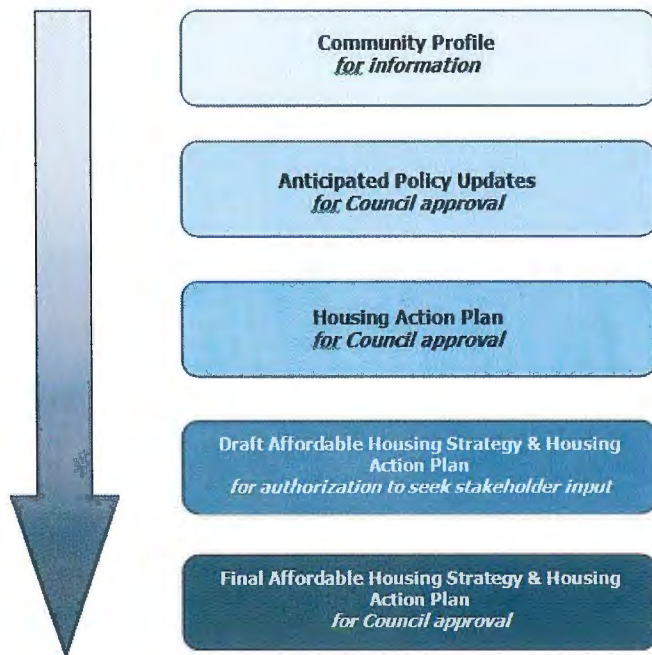 Community Profile
for information
Anticipated Policy Updates
for Council approval
Housing Action Plan
for Council approval
Draft Affordable Housing Strategy & Housing
Action Plan
for authorization to seek stakeholder input
Final Affordable Housing Strategy & Housing
Action Plan
for Council approval